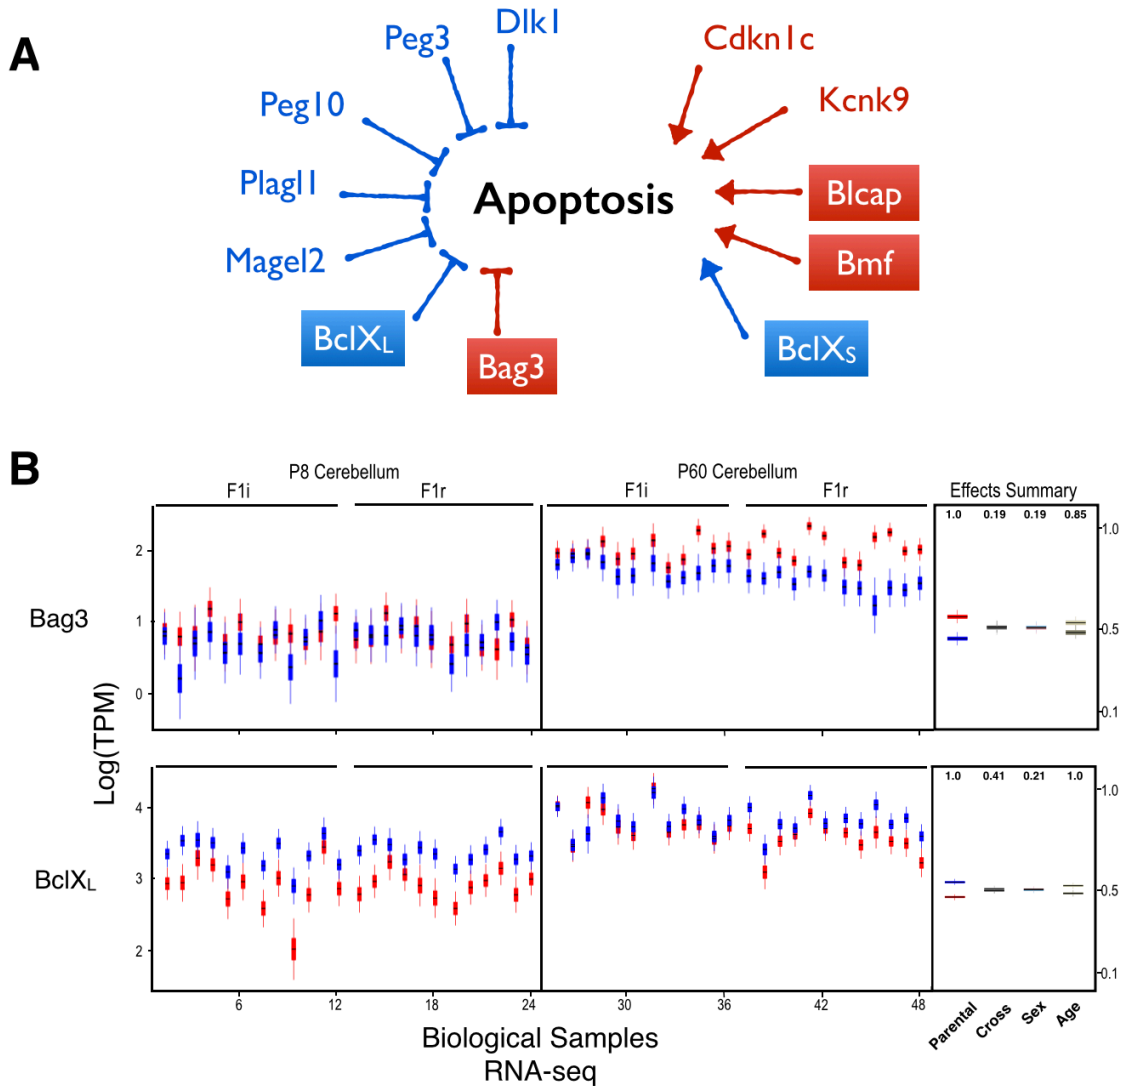 A
Dlk1
Peg3
Cdkn1c
Peg10
Kcnk9
Plagl1
Apoptosis
Blcap
Magel2
Bmf
BclXL
Bag3
BclXS
B
P8 Cerebellum
P60 Cerebellum
F1i
F1r
F1i
F1r
Effects Summary
1.0 0.19 0.19 0.85
2
1
0
1.0
0.5
0.1
Bag3
Log(TPM)
1.0 0.41 0.21 1.0
4
3
2
1.0
0.5
0.1
BclXL
6 12 18 24 30 36 42 48
Parental Cross Sex Age
Biological Samples
RNA-seq